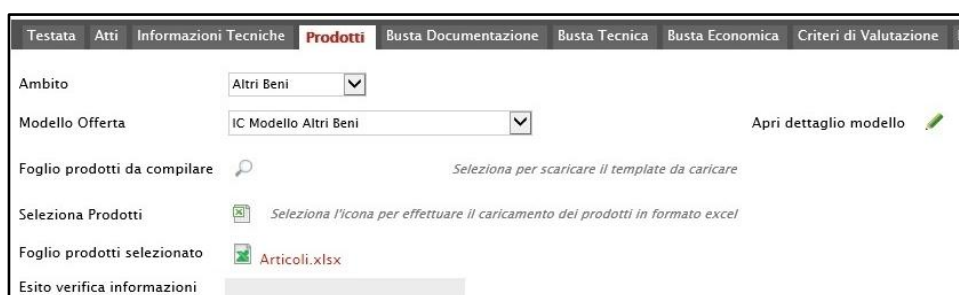 Testata Atti Informazioni Tecniche Prodotti Busta Documentazione Busta Tecnica Busta Economica Criteri di Valutazione
Ambito Altri Beni
Modello Offerta IC Modello Altri Beni Apri dettaglio modello
Foglio prodotti da compilare Seleziona per scaricare il template da caricare
Seleziona Prodotti Seleziona l'icona per effettuare il caricamento dei prodotti in formato excel
Foglio prodotti selezionato Articoli.xlsx
Esito verifica informazioni